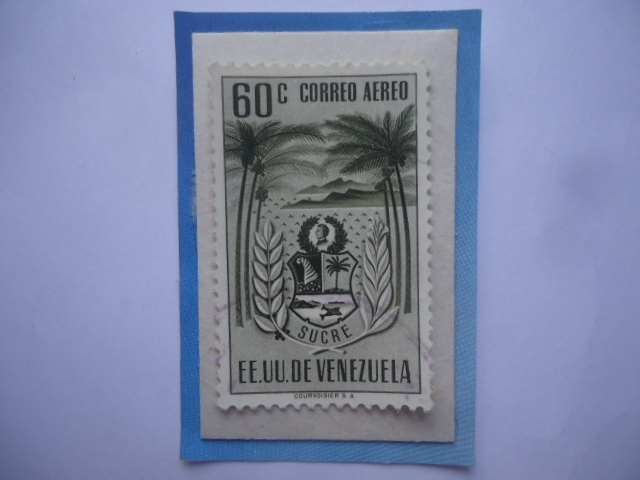 60C CORREO AEREO
SUCRE
EE.UU.DE VENEZUELA
COURVOISIER S.A.